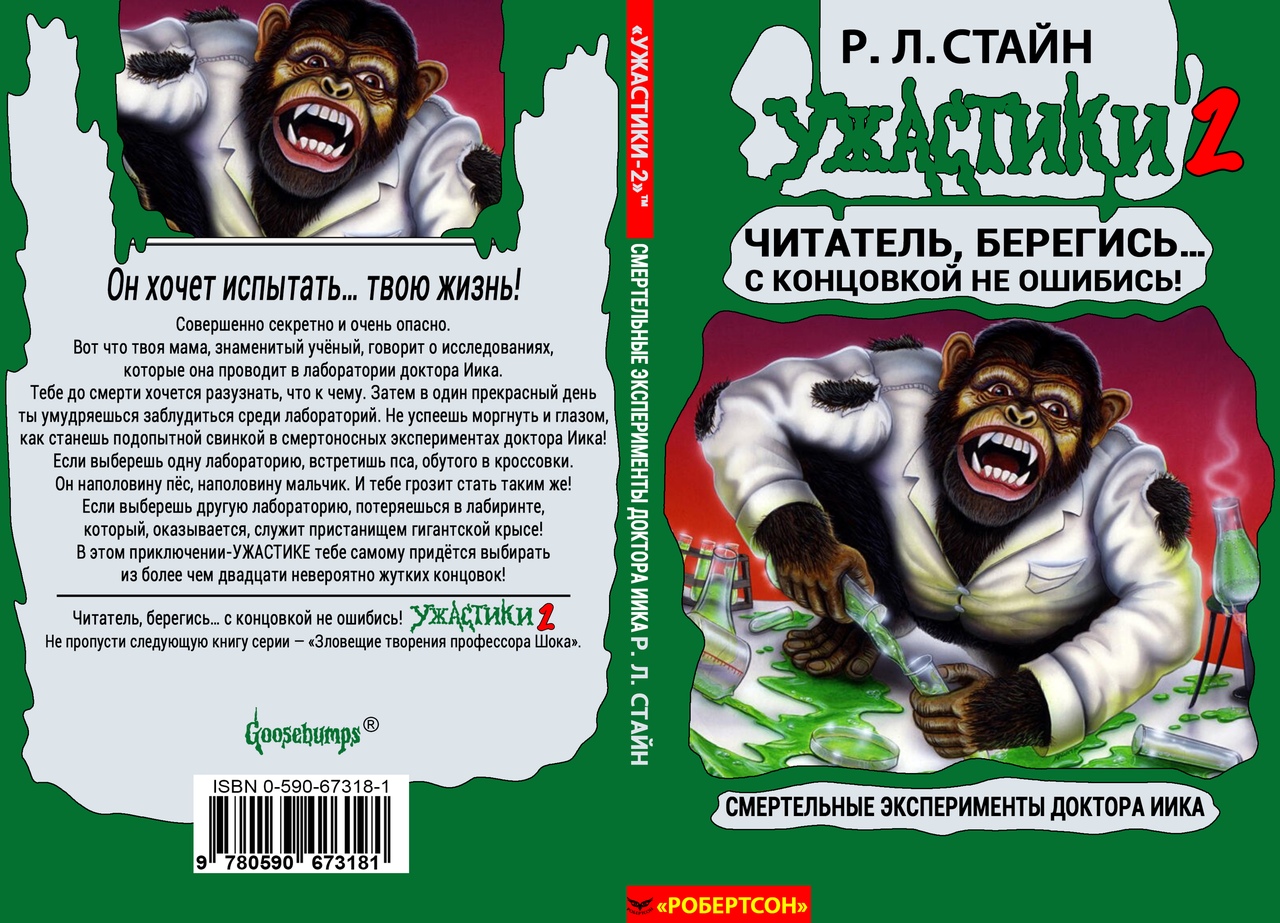 Он хочет испытать... твою жизнь!
Совершенно секретно и очень опасно.
Вот что твоя мама, знаменитый учёный, говорит о исследованиях,
которые она проводит в лаборатории доктора Иика.
Тебе до смерти хочется разузнать, что к чему. Затем в один прекрасный день
ты умудряешься заблудиться среди лабораторий. Не успеешь моргнуть и глазом,
как станешь подопытной свинкой в смертоносных экспериментах доктора Иика!
Если выберешь одну лабораторию, встретишь пса, обутого в кроссовки.
Он наполовину пёс, наполовину мальчик. И тебе грозит стать таким же!
Если выберешь другую лабораторию, потеряешься в лабиринте,
который, оказывается, служит пристанищем гигантской крысе!
В этом приключении-УЖАСТИКЕ тебе самому придётся выбирать
из более чем двадцати невероятно жутких концовок!
Читатель, берегись... с концовкой не ошибись! УЖАСТИКИ 2
Не пропусти следующую книгу серии — «Зловещие творения профессора Шока».
Goosebumps®
ISBN 0-590-67318-1
9 780590 673181
«УЖАСТИКИ-2»™ СМЕРТЕЛЬНЫЕ ЭКСПЕРИМЕНТЫ ДОКТОРА ИИКА Р. Л. СТАЙН
«РОБЕРТСОН»
Р. Л. СТАЙН
УЖАСТИКИ 2
ЧИТАТЕЛЬ, БЕРЕГИСЬ...
С КОНЦОВКОЙ НЕ ОШИБИСЬ!
СМЕРТЕЛЬНЫЕ ЭКСПЕРИМЕНТЫ ДОКТОРА ИИКА